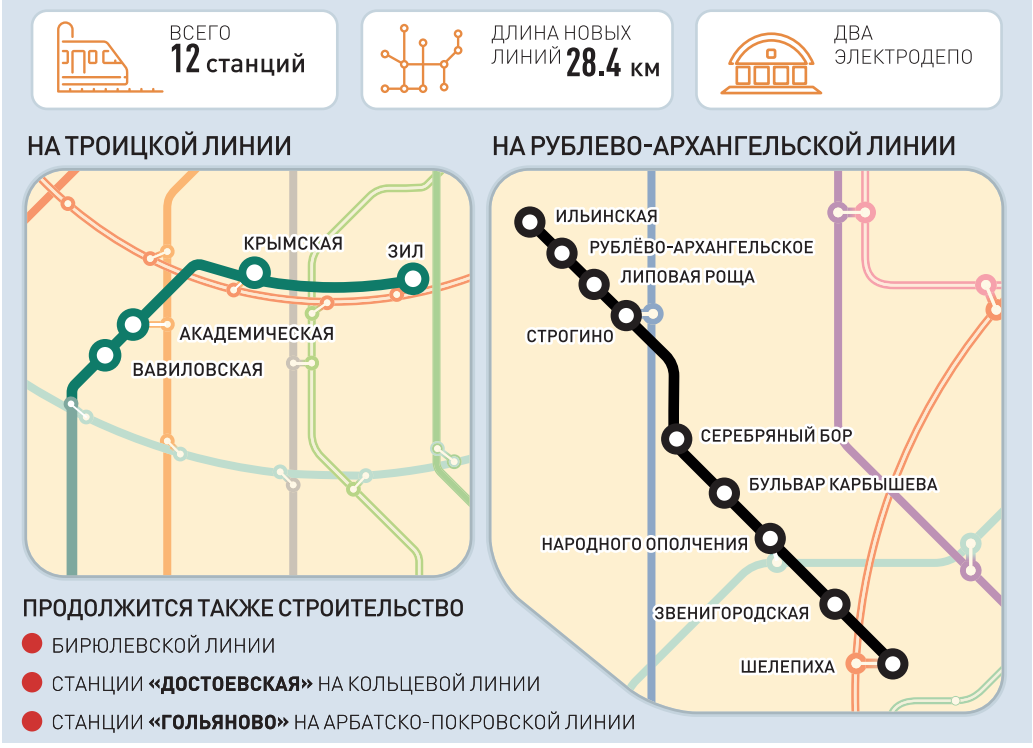 ВСЕГО
12 станций
ДЛИНА НОВЫХ
ЛИНИЙ 28.4 км
ДВА
ЭЛЕКТРОДЕПО
НА ТРОИЦКОЙ ЛИНИИ
КРЫМСКАЯ
ЗИЛ
АКАДЕМИЧЕСКАЯ
ВАВИЛОВСКАЯ
НА РУБЛЕВО-АРХАНГЕЛЬСКОЙ ЛИНИИ
ИЛЬИНСКАЯ
РУБЛЁВО-АРХАНГЕЛЬСКОЕ
ЛИПОВАЯ РОЩА
СТРОГИНО
СЕРЕБРЯНЫЙ БОР
БУЛЬВАР КАРБЫШЕВА
НАРОДНОГО ОПОЛЧЕНИЯ
ЗВЕНИГОРОДСКАЯ
ШЕЛЕПИХА
ПРОДОЛЖИТСЯ ТАКЖЕ СТРОИТЕЛЬСТВО
БИРЮЛЕВСКОЙ ЛИНИИ
СТАНЦИИ «ДОСТОЕВСКАЯ» НА КОЛЬЦЕВОЙ ЛИНИИ
СТАНЦИИ «ГОЛЬЯНОВО» НА АРБАТСКО-ПОКРОВСКОЙ ЛИНИИ